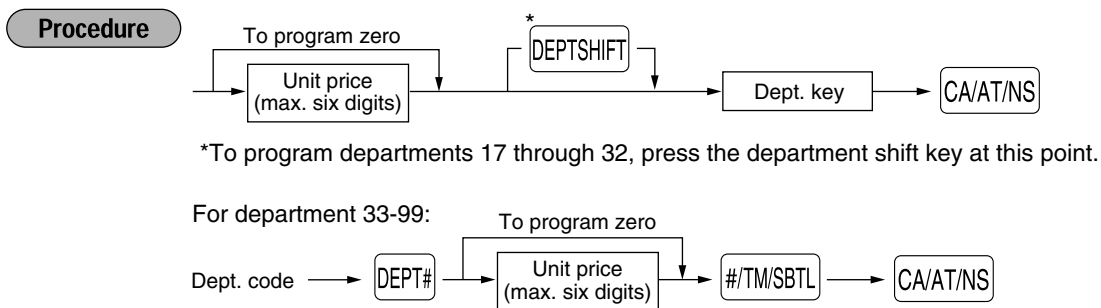 Procedure
To program zero
*
DEPTSHIFT
Unit price
(max. six digits)
Dept. key
CA/AT/NS
*To program departments 17 through 32, press the department shift key at this point.
For department 33-99:
To program zero
Dept. code
DEPT#
Unit price
(max. six digits)
#/TM/SBTL
CA/AT/NS